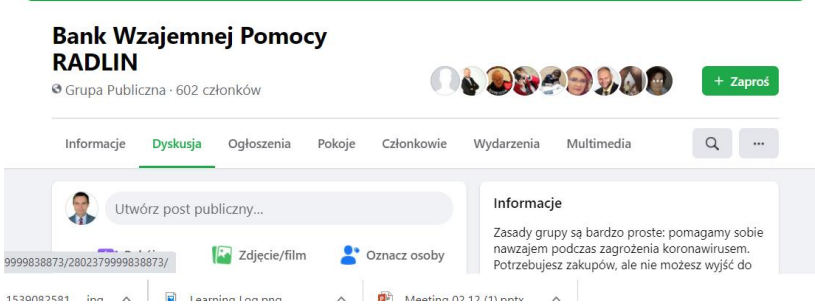 Bank Wzajemnej Pomocy
RADLIN
Grupa Publiczna · 602 członków
+ Zaproś
Informacje Dyskusja Ogłoszenia Pokoje Członkowie Wydarzenia Multimedia
Utwórz post publiczny...
Zdjęcie/film Oznacz osoby
Informacje
Zasady grupy są bardzo proste: pomagamy sobie
nawzajem podczas zagrożenia koronawirusem.
Potrzebujesz zakupów, ale nie możesz wyjść do
9999838873/2802379999838873/
Learning Log.png
Meeting 02.12 (1).pptx